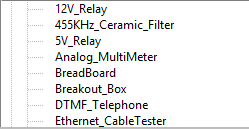 12V_Relay
455KHz_Ceramic_Filter
5V_Relay
Analog_MultiMeter
BreadBoard
Breakout_Box
DTMF_Telephone
Ethernet_CableTester